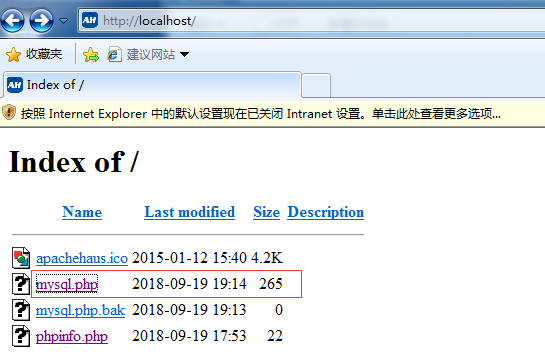 AH http://localhost/
收藏夹 建议网站
AH Index of /
按照 Internet Explorer 中的默认设置现在已关闭 Intranet 设置。单击此处查看更多选项...
Index of /
Name Last modified Size Description
apachehaus.ico 2015-01-12 15:40 4.2K
mysql.php 2018-09-19 19:14 265
mysql.php.bak 2018-09-19 19:13 0
phpinfo.php 2018-09-19 17:53 22